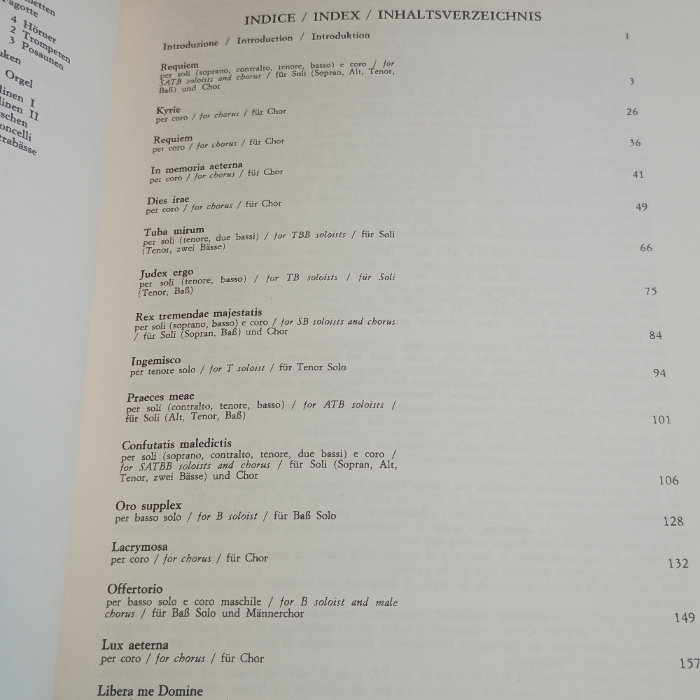 4 Hörner
2 Trompeten
3 Posaunen
Orgel
INDICE / INDEX / INHALTSVERZEICHNIS
Introduzione / Introduction / Introduktion 1
Requiem
per soli (soprano, contralto, tenore, basso) e coro / for
SATB soloists and chorus / für Soli (Sopran, Alt, Tenor,
Baß) und Chor 3
Kyrie
per coro / for chorus / für Chor 26
Requiem
per coro / for chorus / für Chor 36
In memoria aeterna
per coro / for chorus / für Chor 41
Dies irae
per coro / for chorus / für Chor 49
Tuba mirum
per soli (tenore, due bassi) / for TBB soloists / für Soli
(Tenor, zwei Bässe) 66
Judex ergo
per soli (tenore, basso) / for TB soloists / für Soli
(Tenor, Baß) 75
Rex tremendae majestatis
per soli (soprano, basso) e coro / for SB soloists and chorus
/ für Soli (Sopran, Baß) und Chor 84
Ingemisco
per tenore solo / for T soloist / für Tenor Solo 94
Praeces meae
per soli (contralto, tenore, basso) / for ATB soloists /
für Soli (Alt, Tenor, Baß) 101
Confutatis maledictis
per soli (soprano, contralto, tenore, due bassi) e coro /
for SATBB soloists and chorus / für Soli (Sopran, Alt,
Tenor, zwei Bässe) und Chor 106
Oro supplex
per basso solo / for B soloist / für Baß Solo 128
Lacrymosa
per coro / for chorus / für Chor 132
Offertorio
per basso solo e coro maschile / for B soloist and male
chorus / für Baß Solo und Männerchor 149
Lux aeterna
per coro / for chorus / für Chor 157
Libera me Domine